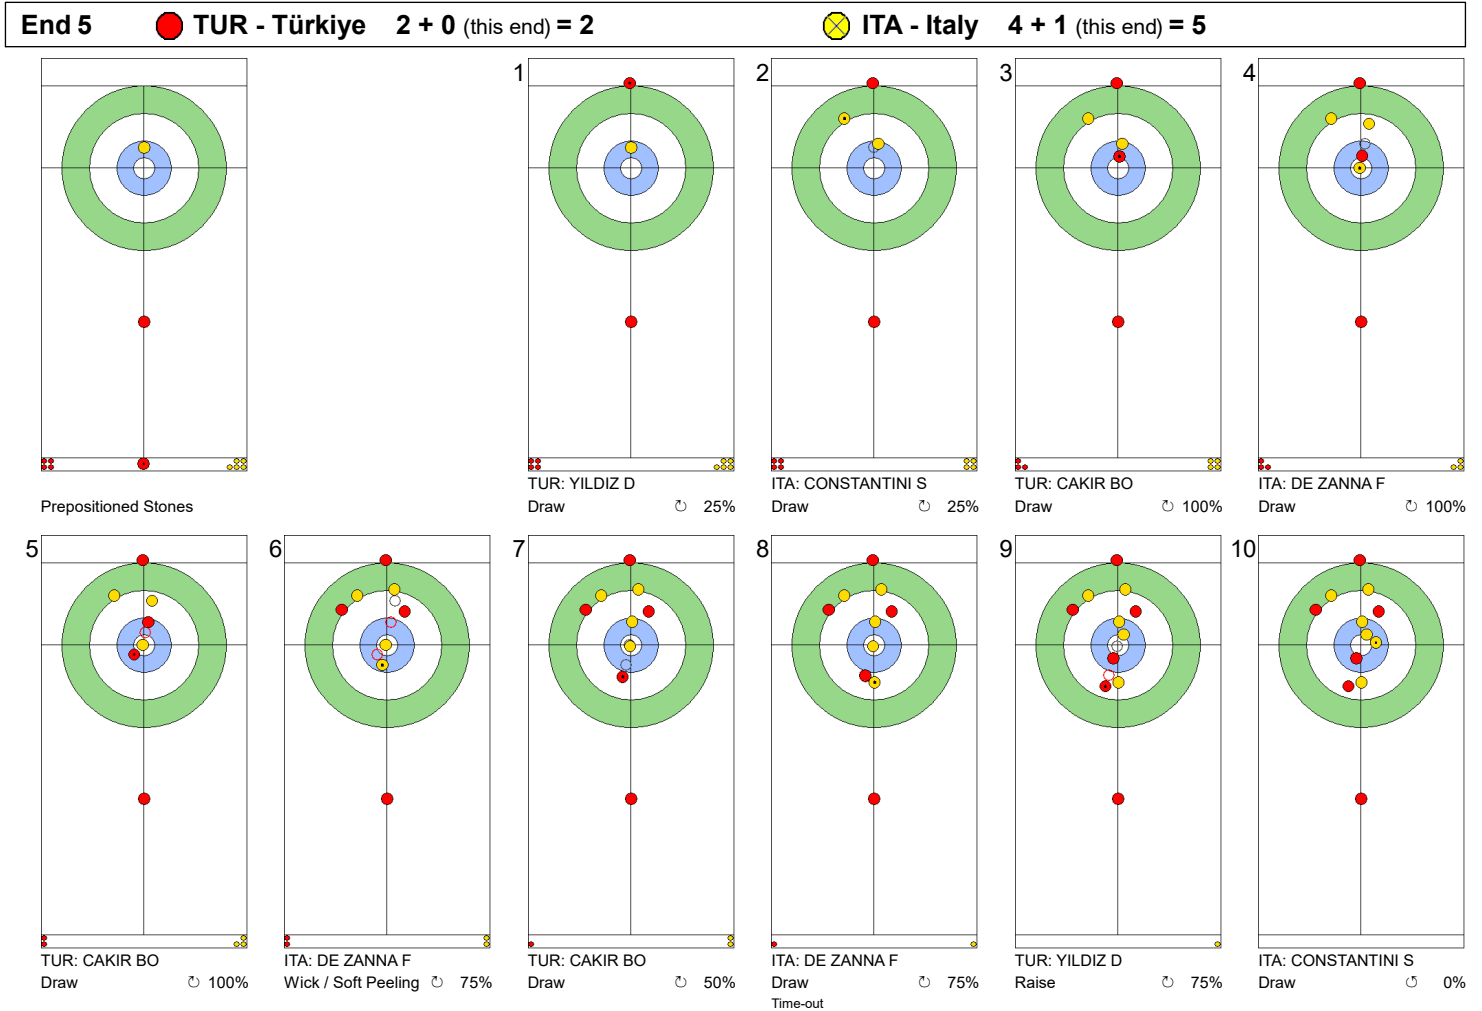 End 5 TUR - Türkiye 2 + 0 (this end) = 2 ITA - Italy 4 + 1 (this end) = 5
1 2 3 4
Prepositioned Stones
TUR: YILDIZ D
Draw 25%
ITA: CONSTANTINI S
Draw 25%
TUR: CAKIR BO
Draw 100%
ITA: DE ZANNA F
Draw 100%
5 6 7 8 9 10
TUR: CAKIR BO
Draw 100%
ITA: DE ZANNA F
Wick / Soft Peeling 75%
TUR: CAKIR BO
Draw 50%
ITA: DE ZANNA F
Draw 75%
Time-out
TUR: YILDIZ D
Raise 75%
ITA: CONSTANTINI S
Draw 0%